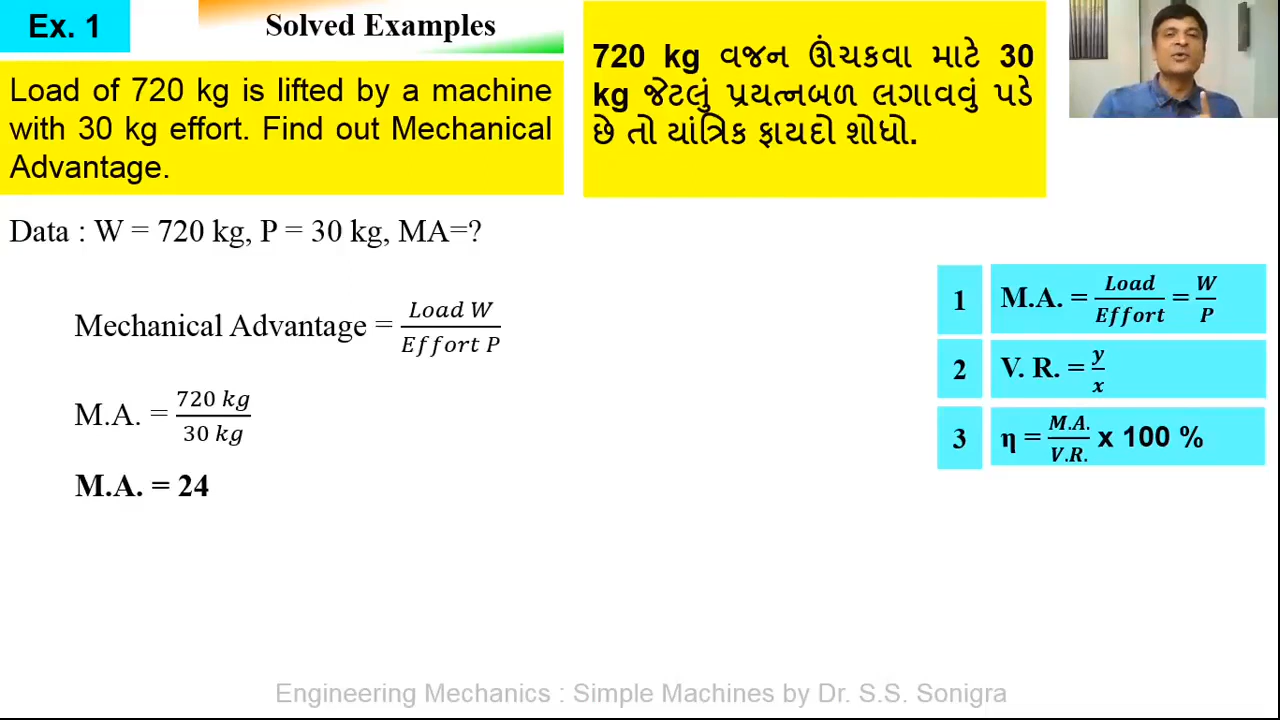 Ex. 1
Solved Examples
Load of 720 kg is lifted by a machine
with 30 kg effort. Find out Mechanical
Advantage.
720 kg વજન ઊંચકવા માટે 30
kg જેટલું પ્રયત્નબળ લગાવવું પડે
છે તો યાંત્રિક ફાયદો શોધો.
Data : W = 720 kg, P = 30 kg, MA=?
Mechanical Advantage = Load W / Effort P
M.A. = 720 kg / 30 kg
M.A. = 24
1 M.A. = Load / Effort = W / P
2 V. R. = y / x
3 η = M.A. / V.R. x 100 %
Engineering Mechanics : Simple Machines by Dr. S.S. Sonigra